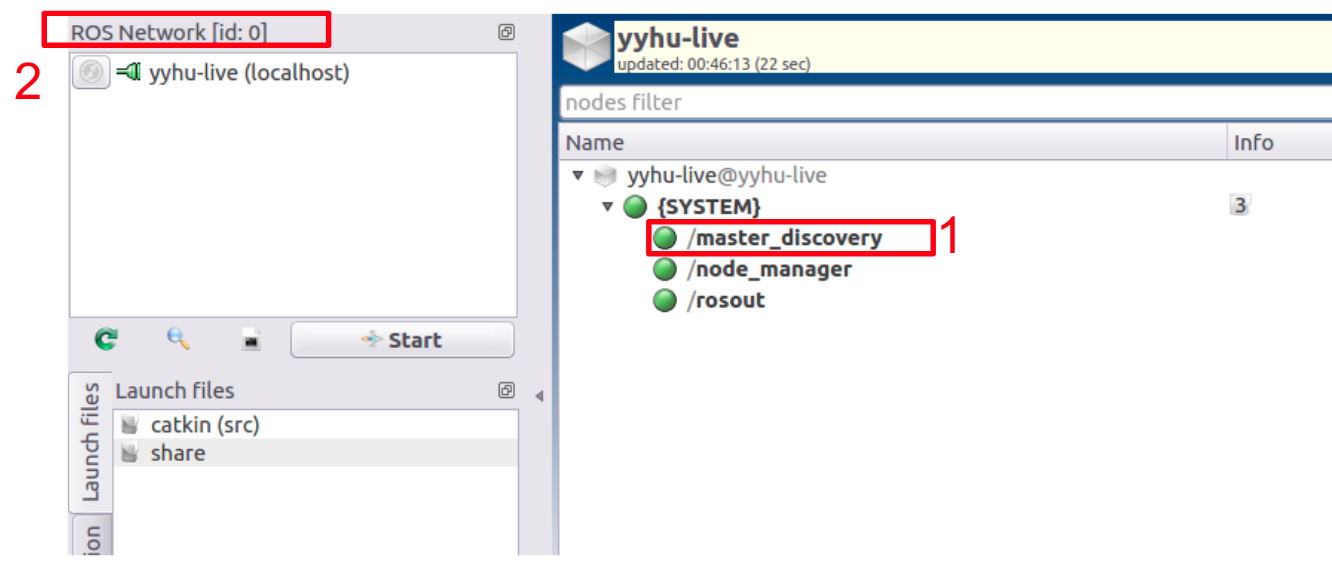 ROS Network [id: 0]
2
yyhu-live (localhost)
Start
Launch files
Launch files
catkin (src)
share
ion
yyhu-live
updated: 00:46:13 (22 sec)
nodes filter
Name Info
yyhu-live@yyhu-live
{SYSTEM} 3
/master_discovery 1
/node_manager
/rosout